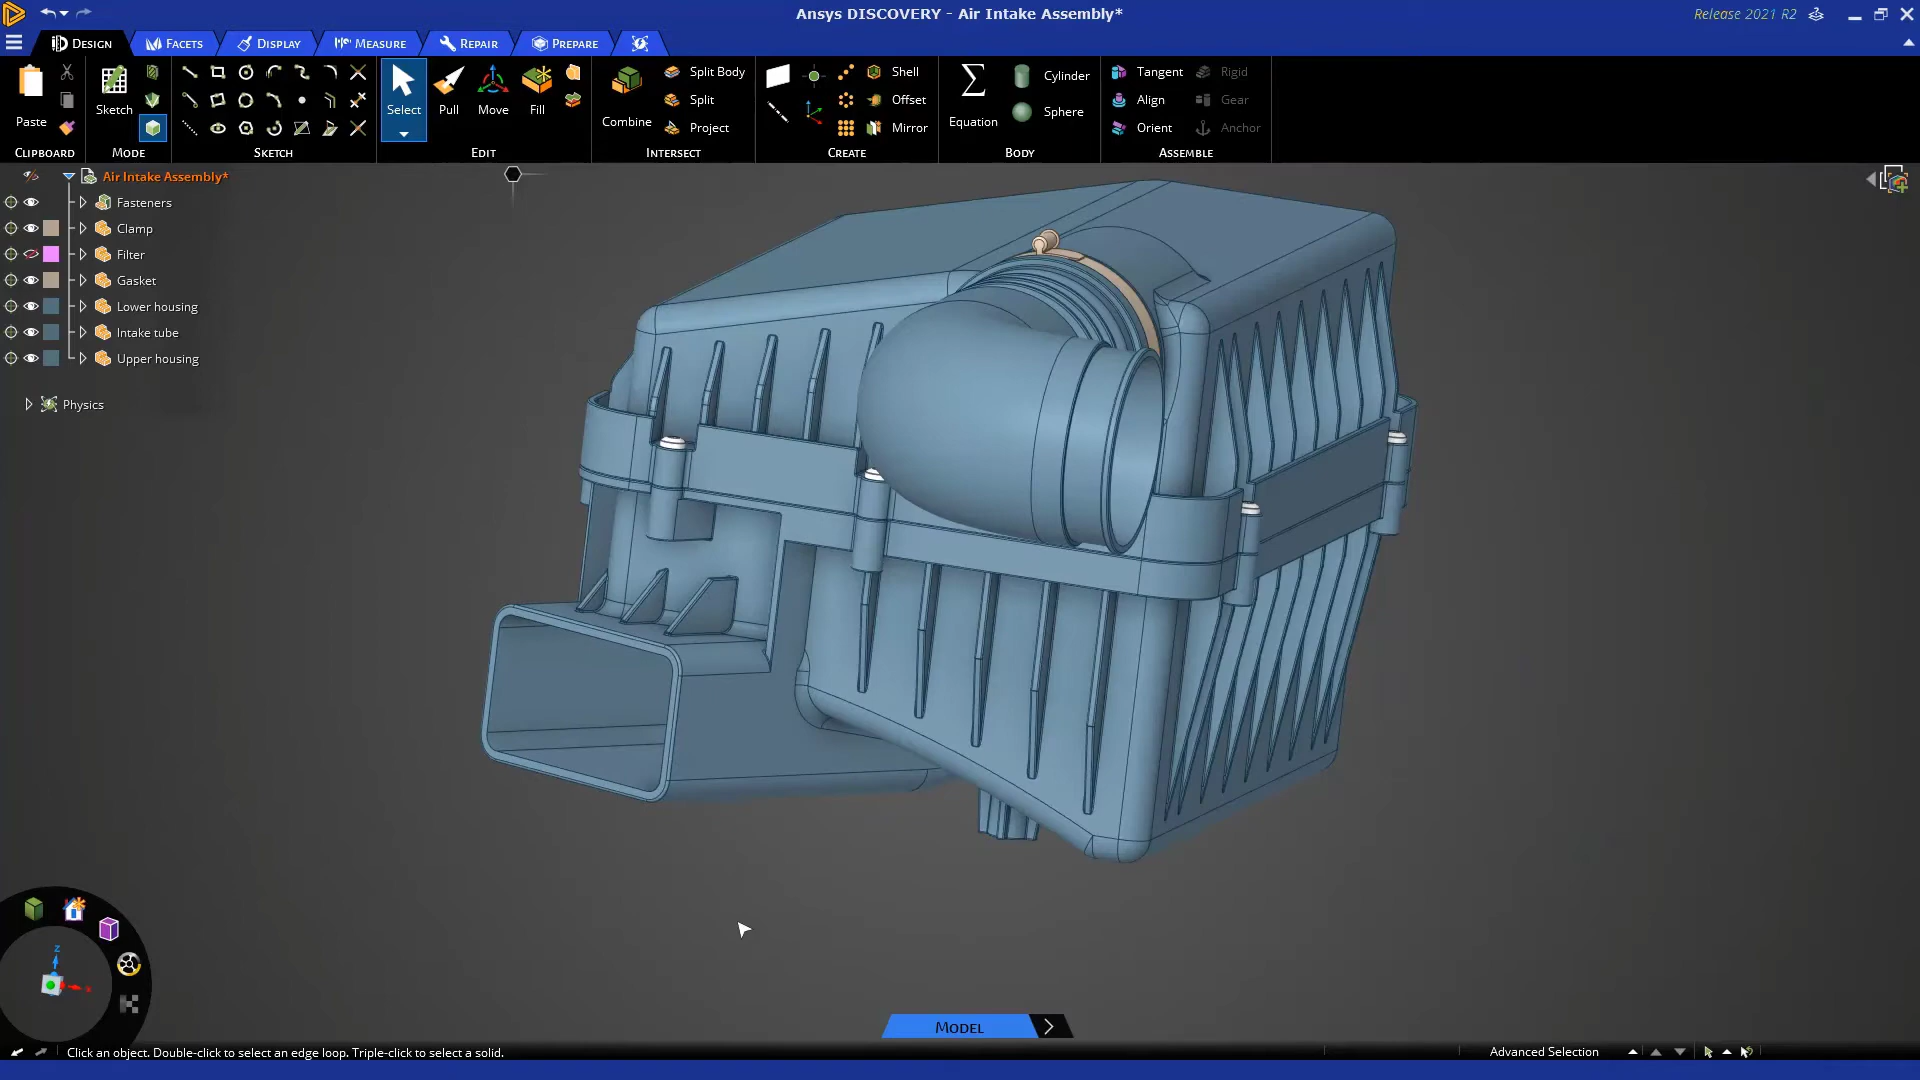 Ansys DISCOVERY - Air Intake Assembly*
Release 2021 R2
DESIGN
FACETS
DISPLAY
MEASURE
REPAIR
PREPARE
Paste
CLIPBOARD
Sketch
MODE
SKETCH
Select
Pull
Move
Fill
EDIT
Combine
Split Body
Split
Project
INTERSECT
Shell
Offset
Mirror
CREATE
Equation
Cylinder
Sphere
BODY
Tangent
Align
Orient
Rigid
Gear
Anchor
ASSEMBLE
Air Intake Assembly*
Fasteners
Clamp
Filter
Gasket
Lower housing
Intake tube
Upper housing
Physics
Z
X
MODEL
Click an object. Double-click to select an edge loop. Triple-click to select a solid.
Advanced Selection